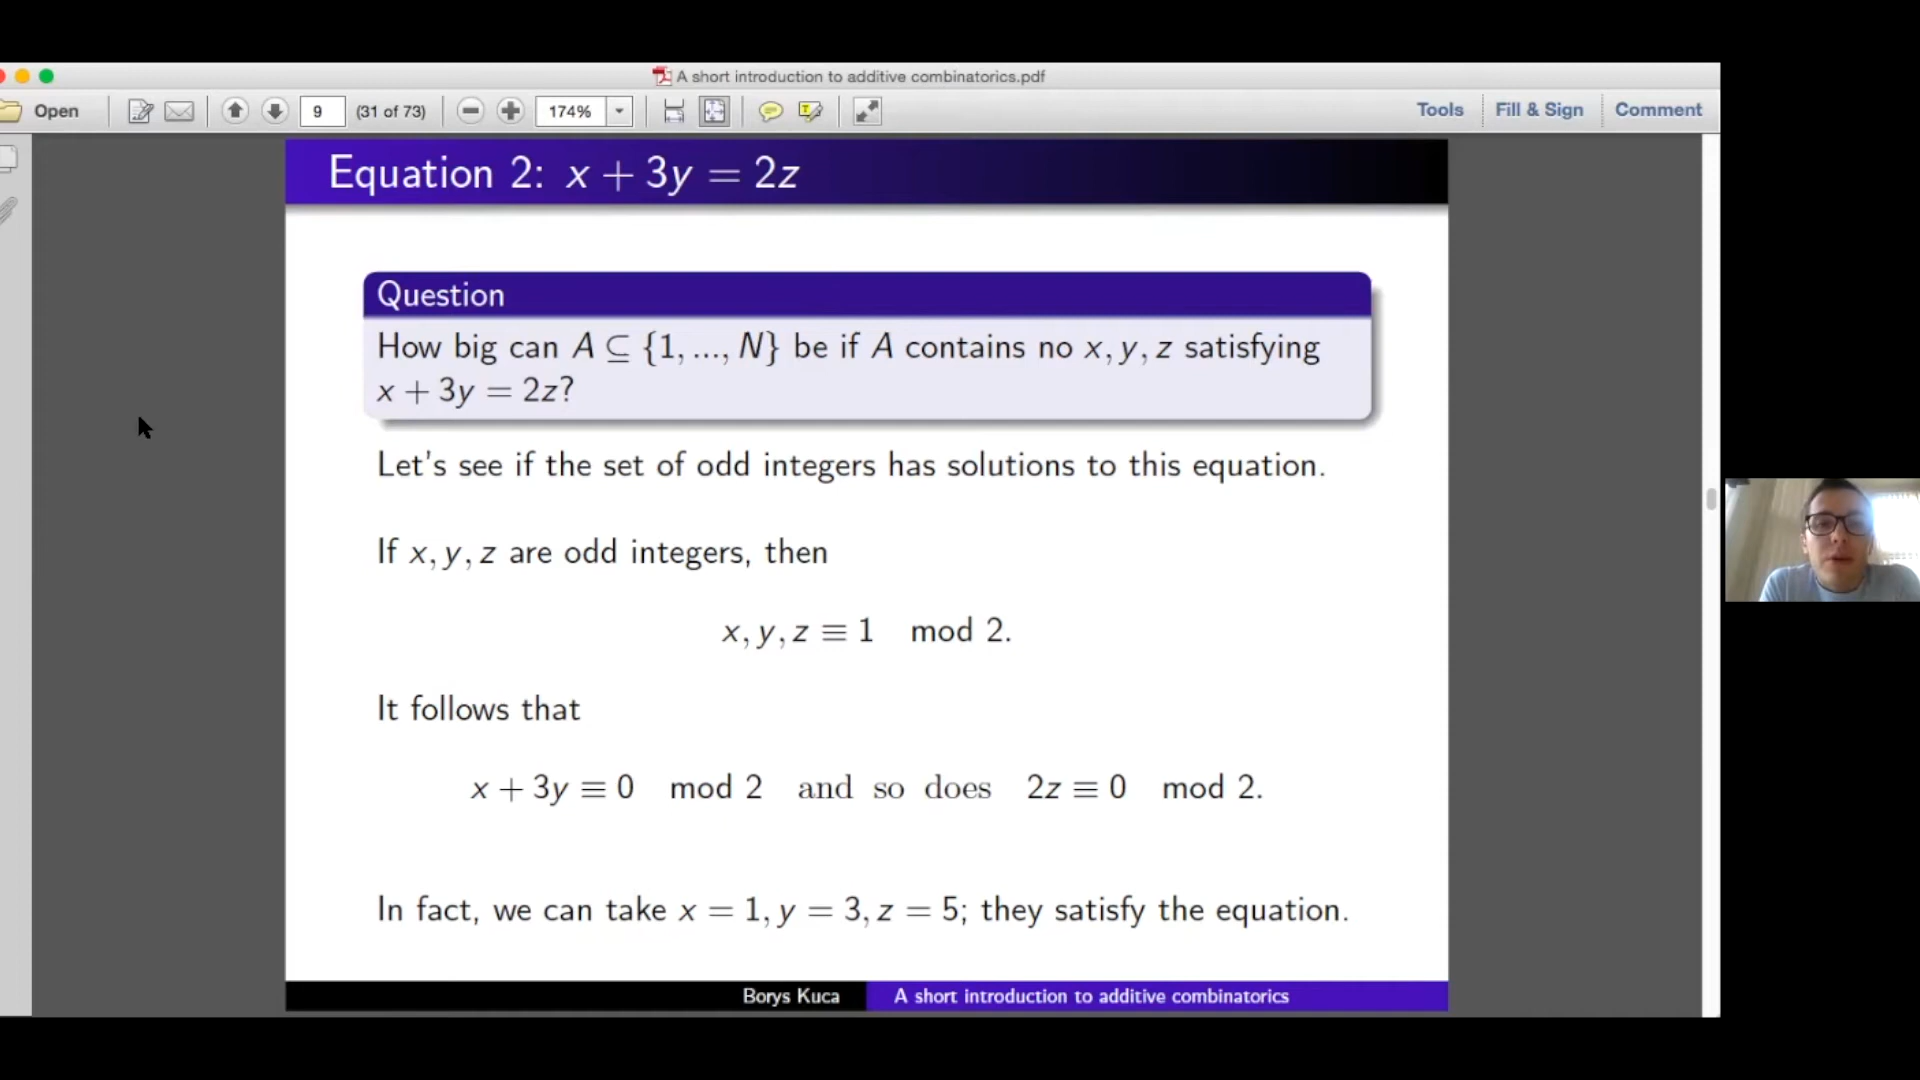 A short introduction to additive combinatorics.pdf
Open 9 (31 of 73) 174% Tools Fill & Sign Comment
Equation 2: x + 3y = 2z
Question
How big can A ⊆ {1, ..., N} be if A contains no x, y, z satisfying
x + 3y = 2z?
Let's see if the set of odd integers has solutions to this equation.
If x, y, z are odd integers, then
x, y, z ≡ 1 mod 2.
It follows that
x + 3y ≡ 0 mod 2 and so does 2z ≡ 0 mod 2.
In fact, we can take x = 1, y = 3, z = 5; they satisfy the equation.
Borys Kuca A short introduction to additive combinatorics